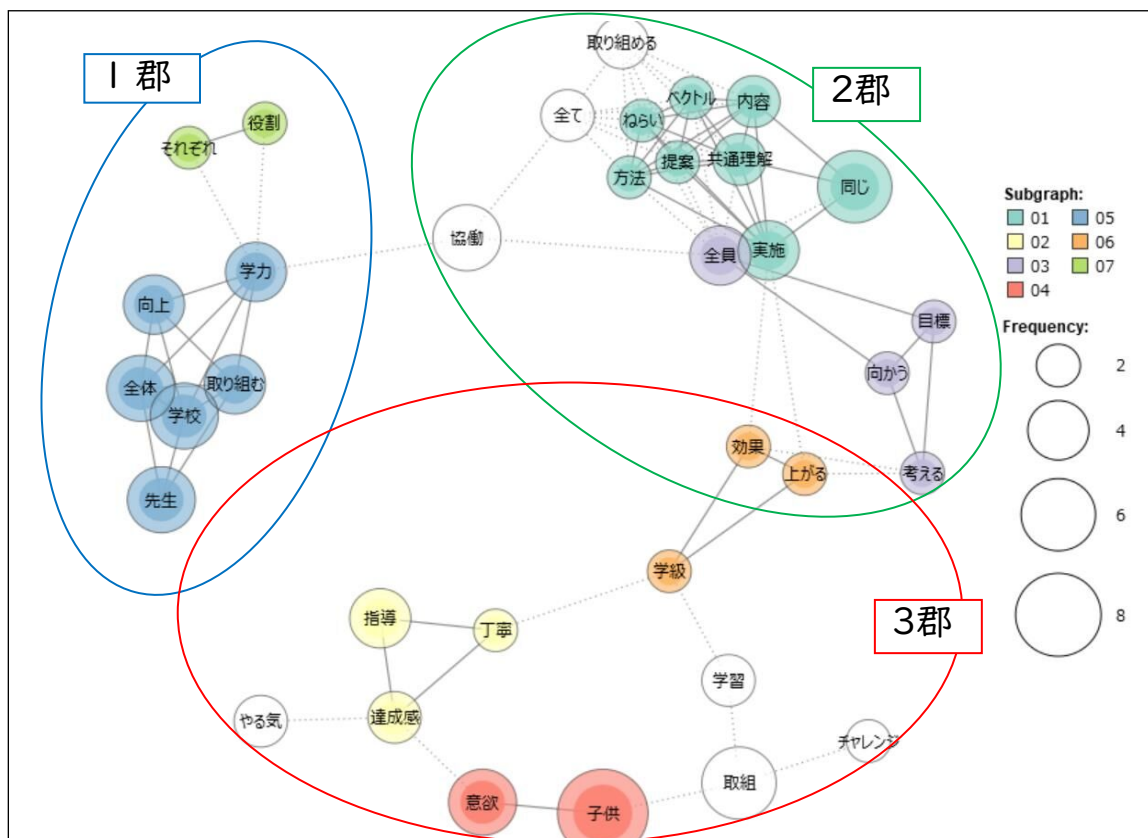 1 郡
役割
それぞれ
学力
向上
全体
取り組む
学校
先生
2郡
取り組める
全て
ベクトル
内容
ねらい
提案
共通理解
方法
同じ
協働
全員
実施
目標
向かう
考える
効果
上がる
3郡
学級
指導
丁寧
達成感
やる気
学習
チャレンジ
取組
意欲
子供
Subgraph:
01 05
02 06
03 07
04
Frequency:
2
4
6
8